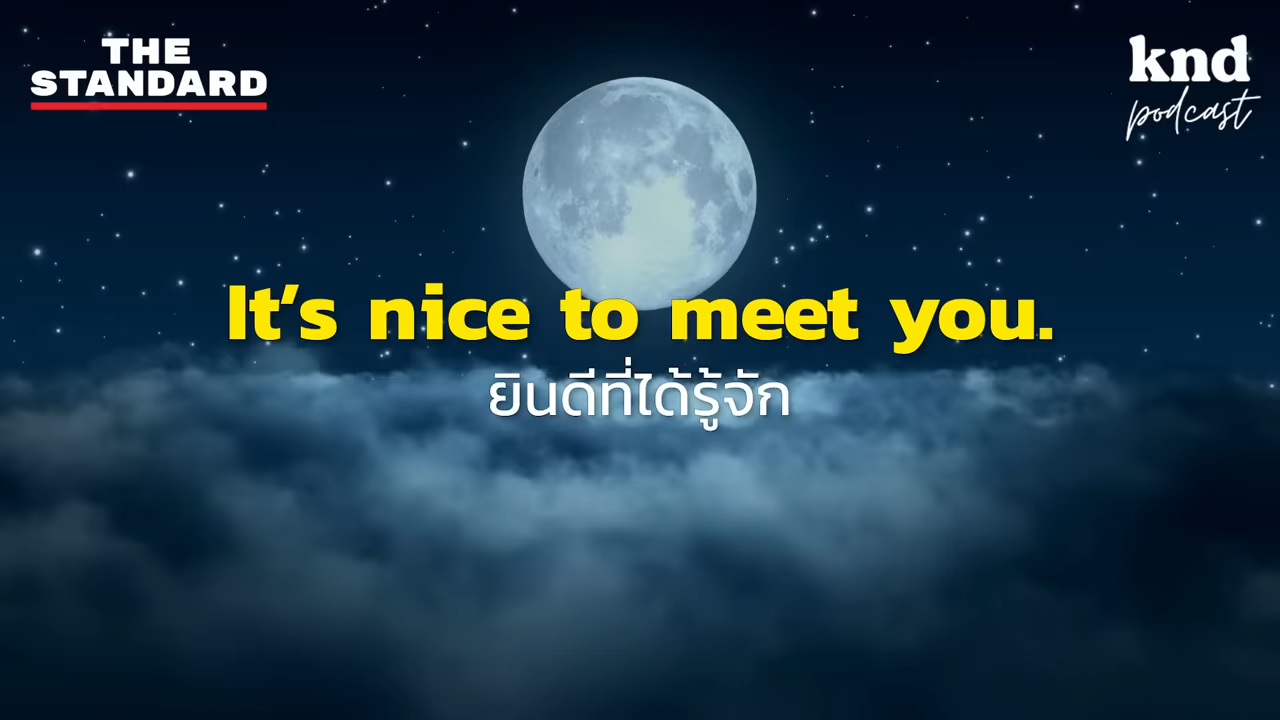 THE
STANDARD
knd
podcast
It's nice to meet you.
ยินดีที่ได้รู้จัก